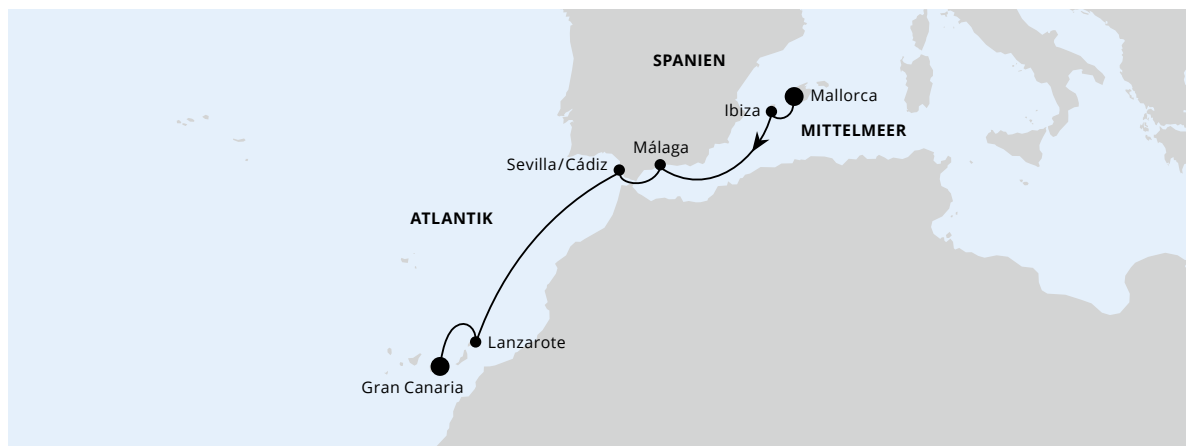 SPANIEN
Mallorca
Ibiza
MITTELMEER
Málaga
Sevilla/Cádiz
ATLANTIK
Lanzarote
Gran Canaria